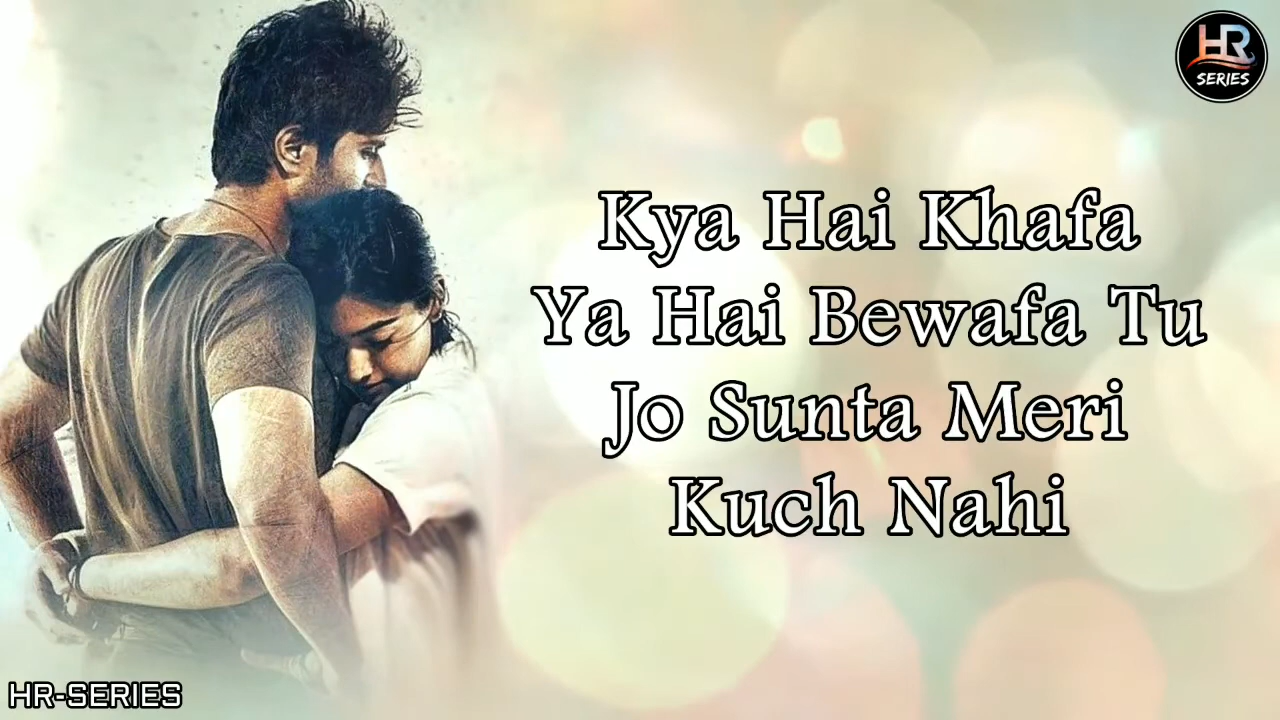 HR
SERIES
Kya Hai Khafa
Ya Hai Bewafa Tu
Jo Sunta Meri
Kuch Nahi
HR-SERIES